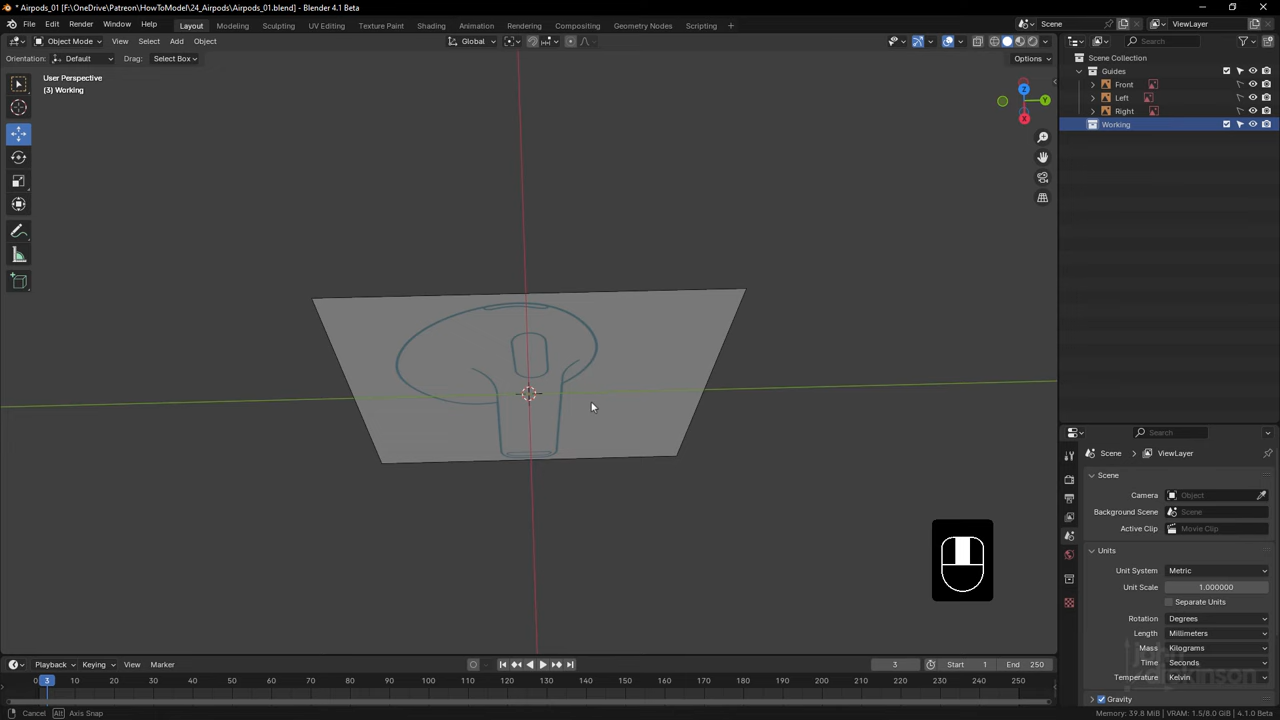 * Airpods_01 [F:\OneDrive\Patreon\HowToModel\24_Airpods\Airpods_01.blend] - Blender 4.1 Beta
File Edit Render Window Help Layout Modeling Sculpting UV Editing Texture Paint Shading Animation Rendering Compositing Geometry Nodes Scripting + Scene ViewLayer
Object Mode View Select Add Object Global Search
Orientation: Default Drag: Select Box Options
User Perspective
(3) Working
Scene Collection
Guides
Front
Left
Right
Working
Z
Y
X
Search
Scene ViewLayer
Scene
Camera Object
Background Scene Scene
Active Clip Movie Clip
Units
Unit System Metric
Unit Scale 1.000000
Separate Units
Rotation Degrees
Length Millimeters
Mass Kilograms
Time Seconds
Temperature Kelvin
Gravity
Playback Keying View Marker 3 Start 1 End 250
0 3 10 20 30 40 50 60 70 80 90 100 110 120 130 140 150 160 170 180 190 200 210 220 230 240 250
Cancel Alt Axis Snap Memory: 39.8 MiB | VRAM: 1.5/8.0 GiB | 4.1.0 Beta